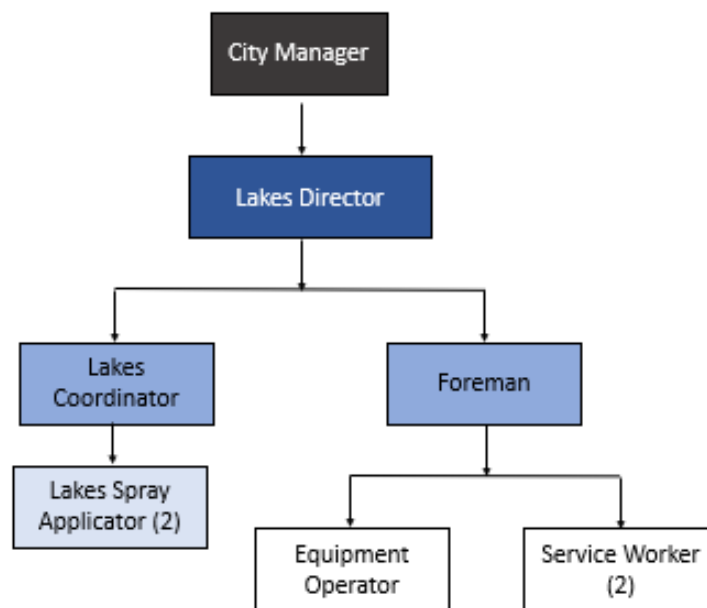 City Manager
Lakes Director
Lakes
Coordinator
Foreman
Lakes Spray
Applicator (2)
Equipment
Operator
Service Worker
(2)